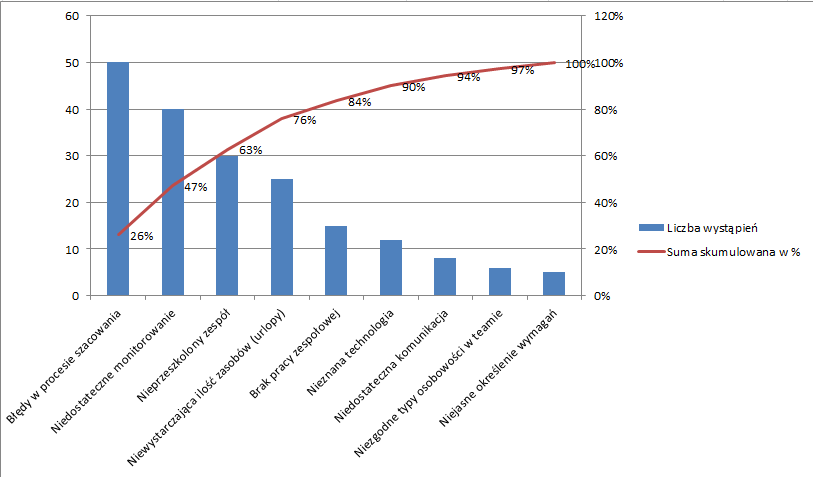 60
50
40
30
20
10
0
120%
100%
80%
60%
40%
20%
0%
26%
47%
63%
76%
84%
90%
94%
97%
100%
Błędy w procesie szacowania
Niedostateczne monitorowanie
Nieprzeszkolony zespół
Niewystarczająca ilość zasobów (urlopy)
Brak pracy zespołowej
Nieznana technologia
Niedostateczna komunikacja
Niezgodne typy osobowości w teamie
Niejasne określenie wymagań
Liczba wystąpień
Suma skumulowana w %